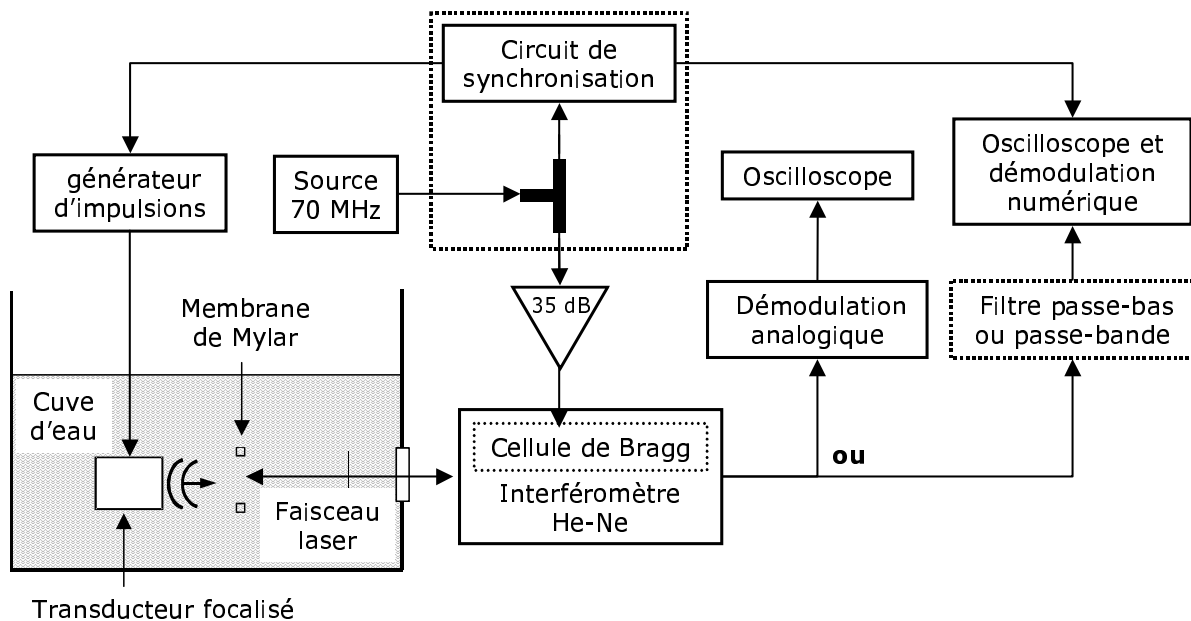 Circuit de
synchronisation
générateur
d'impulsions
Source
70 MHz
Oscilloscope
Oscilloscope et
démodulation
numérique
Membrane
de Mylar
35 dB
Démodulation
analogique
Filtre passe-bas
ou passe-bande
Cuve
d'eau
Cellule de Bragg
Interféromètre
He-Ne
ou
Faisceau
laser
Transducteur focalisé